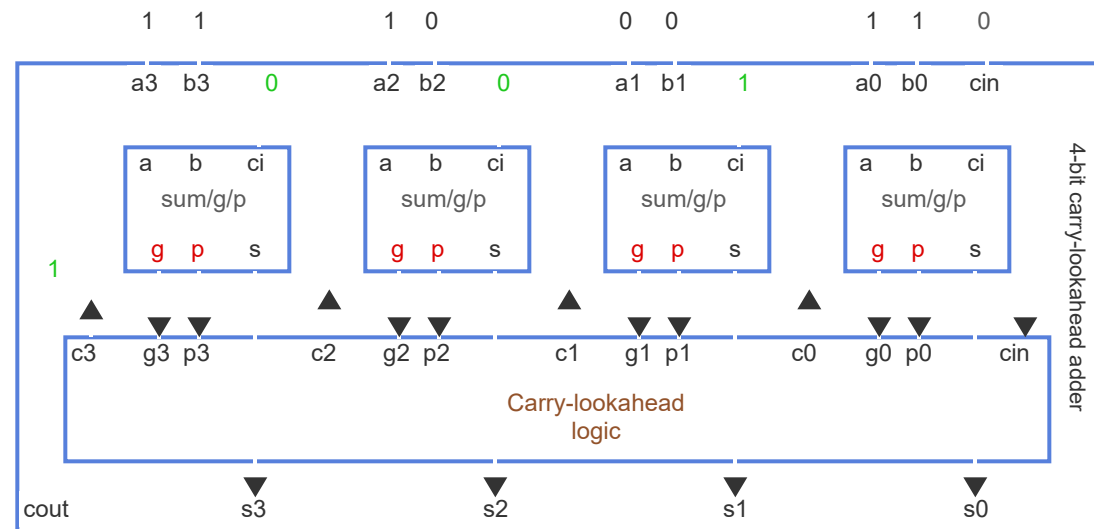 1 1 1 0 0 0 1 1 0
a3 b3 0 a2 b2 0 a1 b1 1 a0 b0 cin
a b ci a b ci a b ci a b ci
sum/g/p sum/g/p sum/g/p sum/g/p
g p s g p s g p s g p s
1
c3 g3 p3 c2 g2 p2 c1 g1 p1 c0 g0 p0 cin
Carry-lookahead
logic
cout s3 s2 s1 s0
4-bit carry-lookahead adder